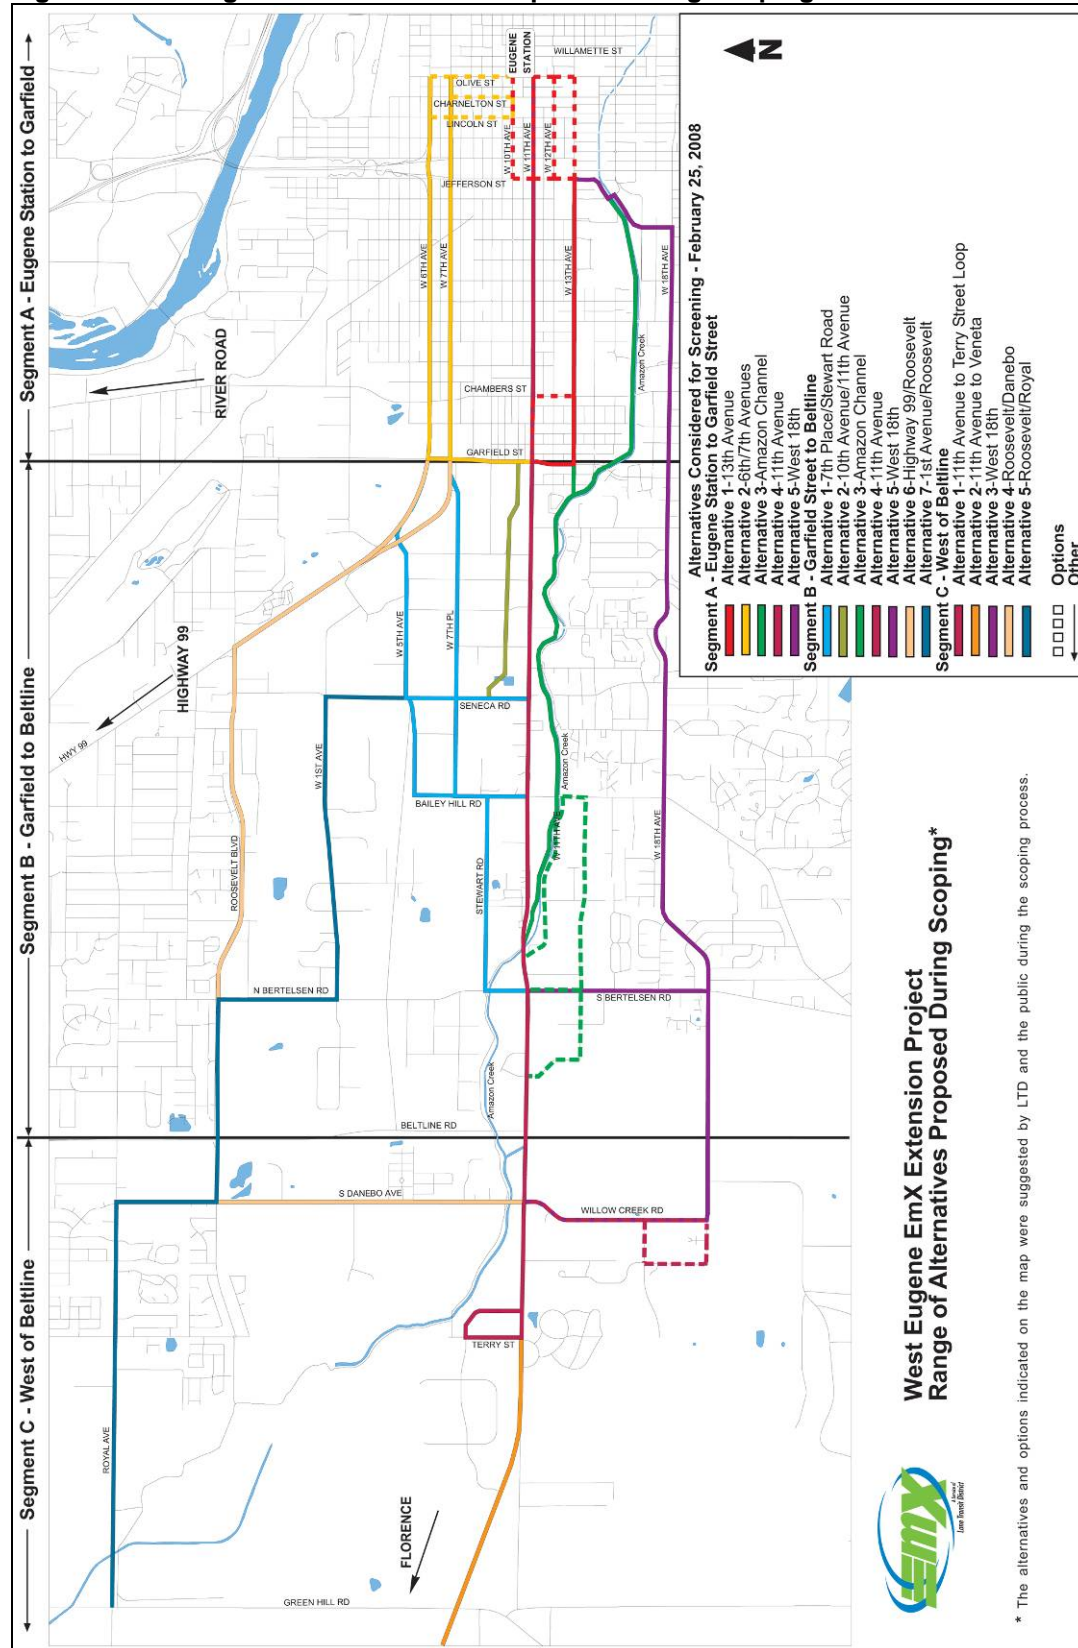 Segment C - West of Beltline
Segment B - Garfield to Beltline
Segment A - Eugene Station to Garfield
ROYAL AVE
GREEN HILL RD
FLORENCE
TERRY ST
S DANEBO AVE
WILLOW CREEK RD
BELTLINE RD
Amazon Creek
N BERTELSEN RD
S BERTELSEN RD
ROOSEVELT BLVD
W 1ST AVE
STEWART RD
BAILEY HILL RD
W 11TH AVE
Amazon Creek
W 18TH AVE
SENECA RD
HWY 99
HIGHWAY 99
W 5TH AVE
W 7TH PL
GARFIELD ST
CHAMBERS ST
RIVER ROAD
W 6TH AVE
W 7TH AVE
W 13TH AVE
Amazon Creek
W 18TH AVE
JEFFERSON ST
LINCOLN ST
CHARNELTON ST
OLIVE ST
W 10TH AVE
W 11TH AVE
W 12TH AVE
EUGENE
STATION
WILLAMETTE ST
N
Alternatives Considered for Screening - February 25, 2008
Segment A - Eugene Station to Garfield Street
Alternative 1-13th Avenue
Alternative 2-6th/7th Avenues
Alternative 3-Amazon Channel
Alternative 4-11th Avenue
Alternative 5-West 18th
Segment B - Garfield Street to Beltline
Alternative 1-7th Place/Stewart Road
Alternative 2-10th Avenue/11th Avenue
Alternative 3-Amazon Channel
Alternative 4-11th Avenue
Alternative 5-West 18th
Alternative 6-Highway 99/Roosevelt
Alternative 7-1st Avenue/Roosevelt
Segment C - West of Beltline
Alternative 1-11th Avenue to Terry Street Loop
Alternative 2-11th Avenue to Veneta
Alternative 3-West 18th
Alternative 4-Roosevelt/Danebo
Alternative 5-Roosevelt/Royal
Options
Other
EmX
Lane Transit District
West Eugene EmX Extension Project
Range of Alternatives Proposed During Scoping*
* The alternatives and options indicated on the map were suggested by LTD and the public during the scoping process.